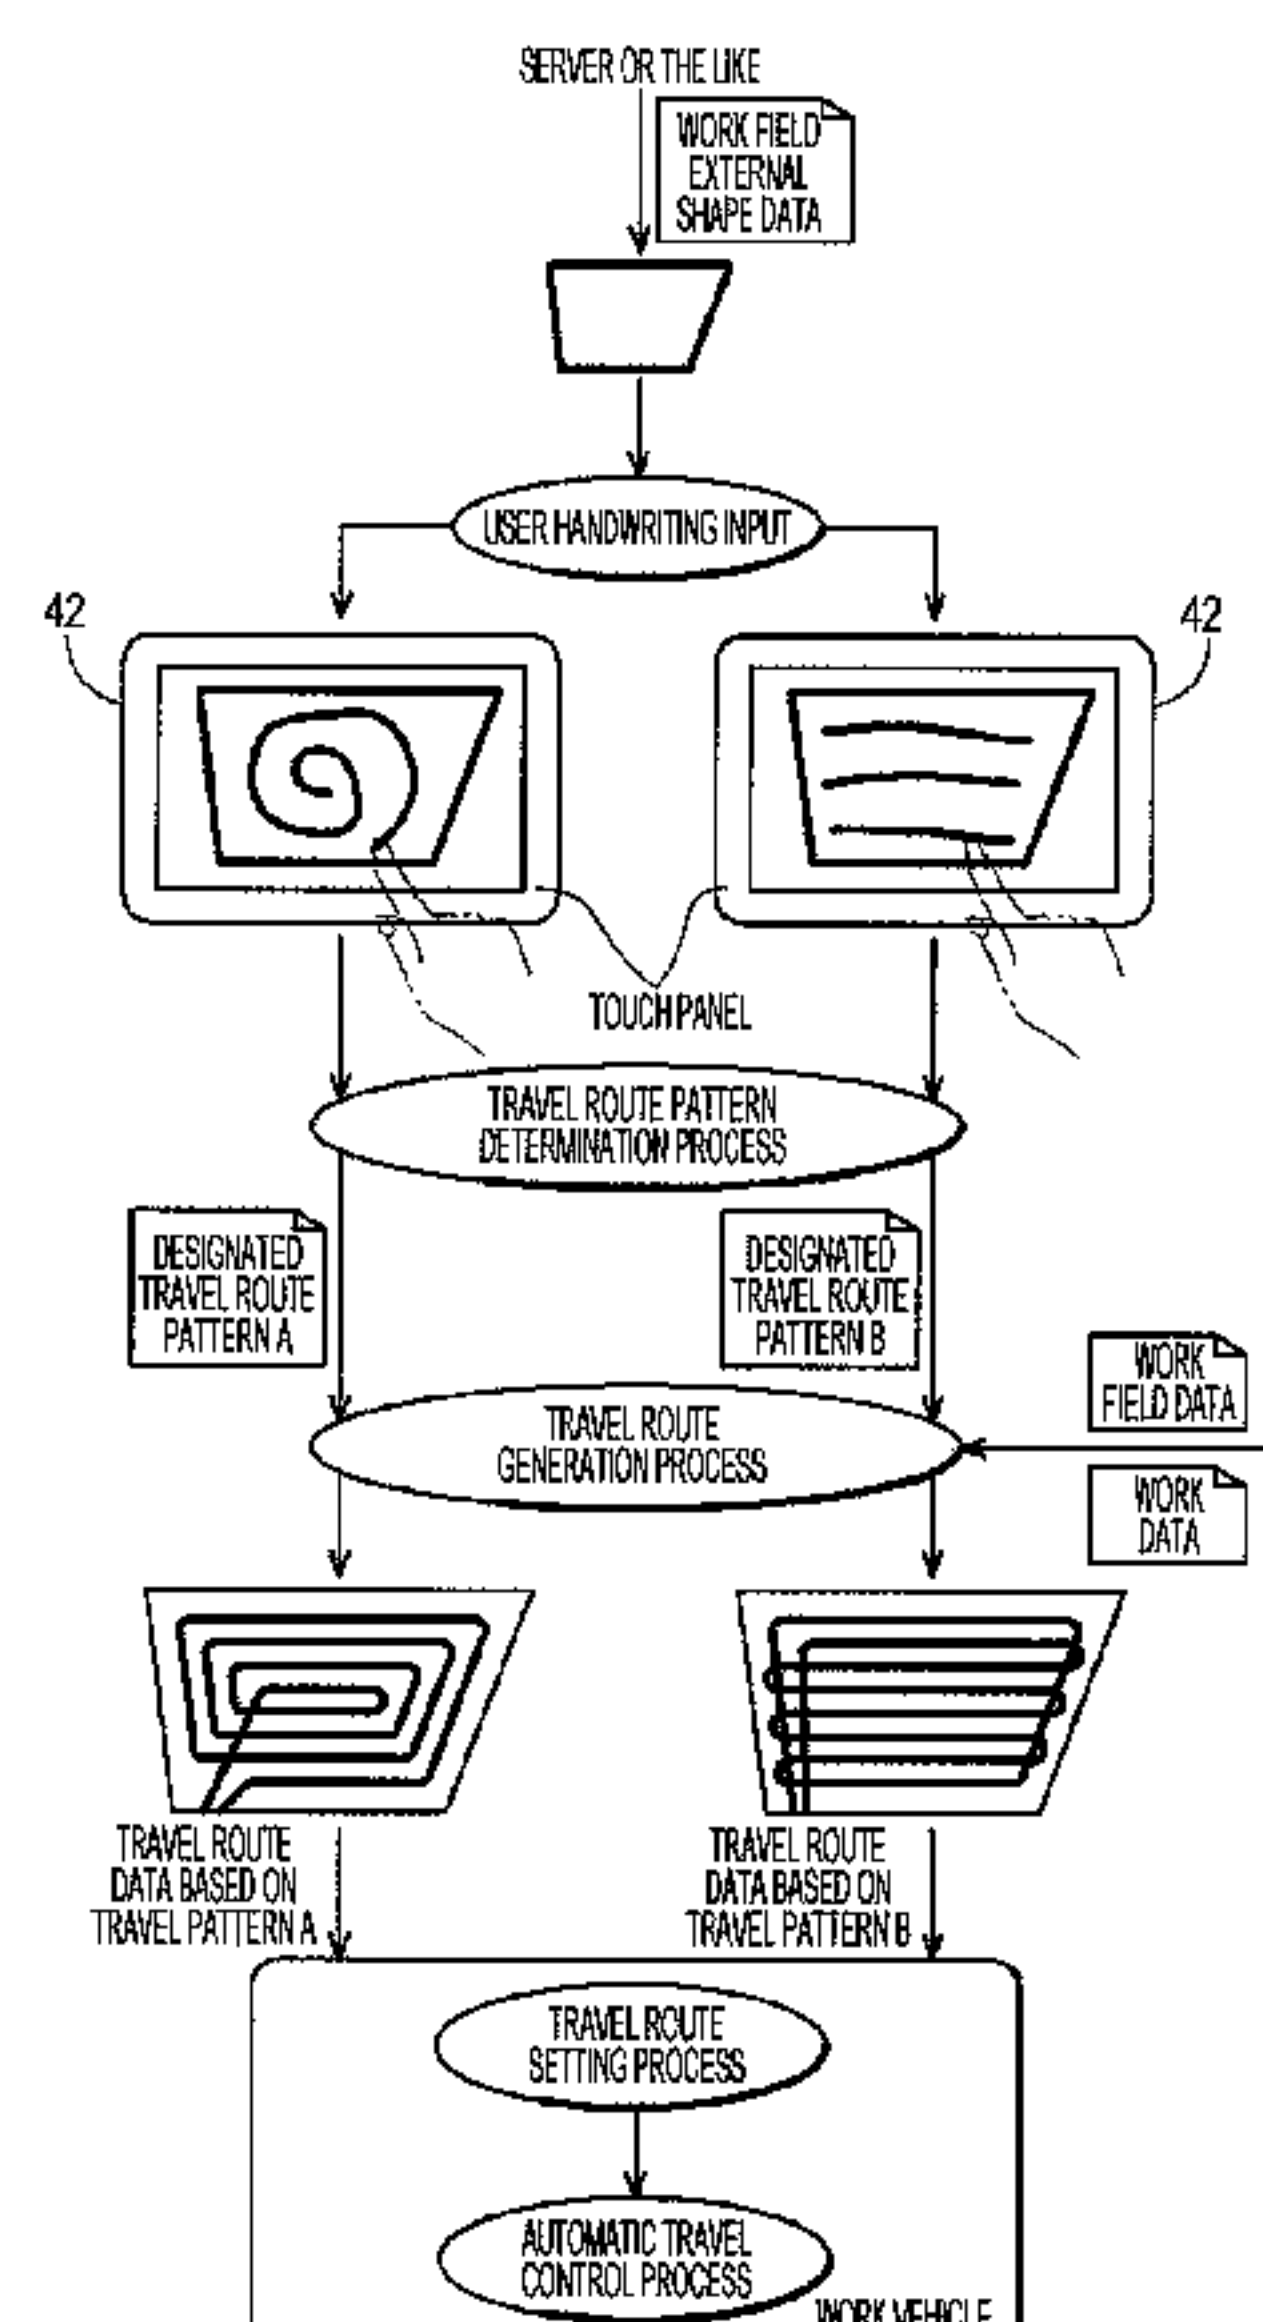 SERVER OR THE LIKE
WORK FIELD
EXTERNAL
SHAPE DATA
USER HANDWRITING INPUT
42
42
TOUCH PANEL
TRAVEL ROUTE PATTERN
DETERMINATION PROCESS
DESIGNATED
TRAVEL ROUTE
PATTERN A
DESIGNATED
TRAVEL ROUTE
PATTERN B
WORK
FIELD DATA
TRAVEL ROUTE
GENERATION PROCESS
WORK
DATA
TRAVEL ROUTE
DATA BASED ON
TRAVEL PATTERN A
TRAVEL ROUTE
DATA BASED ON
TRAVEL PATTERN B
TRAVEL ROUTE
SETTING PROCESS
AUTOMATIC TRAVEL
CONTROL PROCESS
WORK VEHICLE